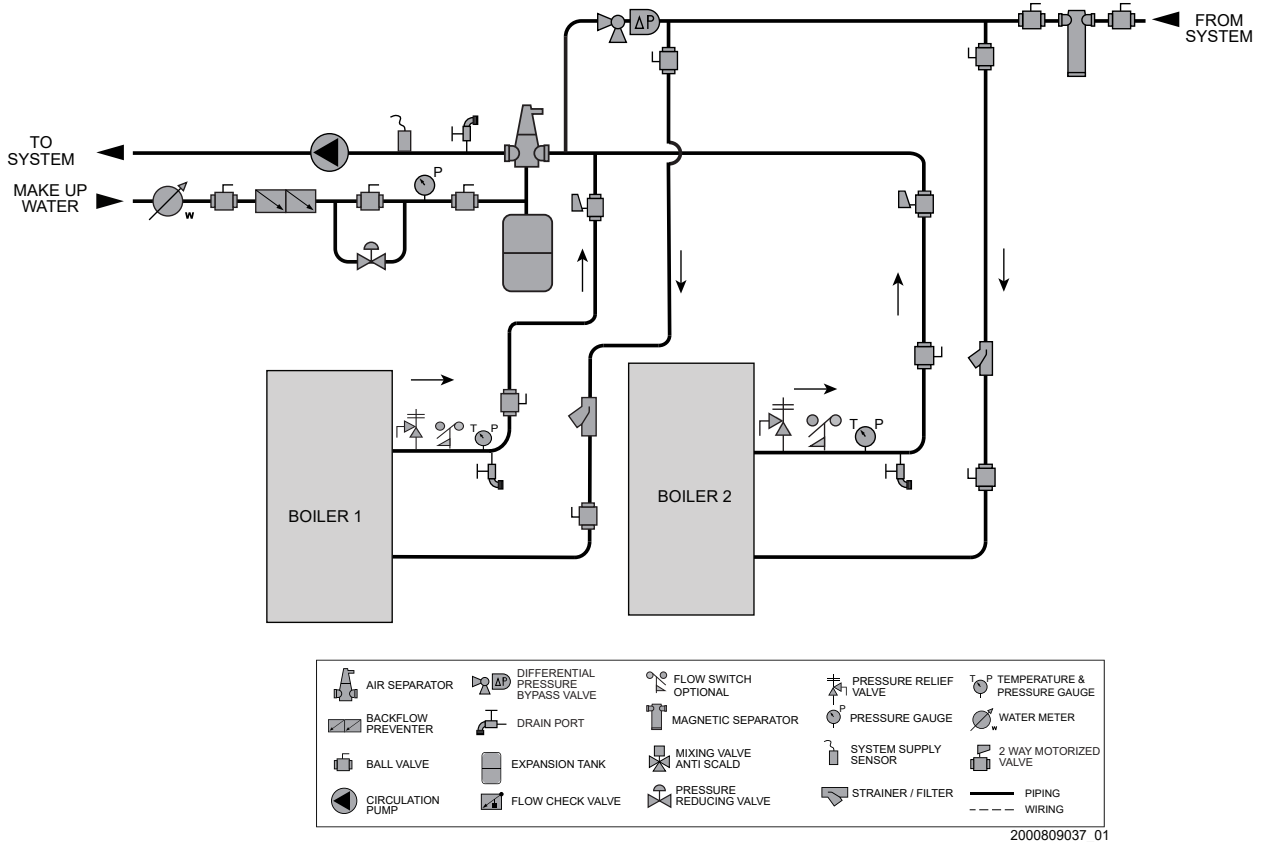 ΔP
FROM
SYSTEM
TO
SYSTEM
MAKE UP
WATER
W
P
T P
T P
BOILER 1
BOILER 2
AIR SEPARATOR
BACKFLOW
PREVENTER
BALL VALVE
CIRCULATION
PUMP
ΔP
DIFFERENTIAL
PRESSURE
BYPASS VALVE
DRAIN PORT
EXPANSION TANK
FLOW CHECK VALVE
FLOW SWITCH
OPTIONAL
MAGNETIC SEPARATOR
MIXING VALVE
ANTI SCALD
PRESSURE
REDUCING VALVE
PRESSURE RELIEF
VALVE
P
PRESSURE GAUGE
SYSTEM SUPPLY
SENSOR
STRAINER / FILTER
T P
TEMPERATURE &
PRESSURE GAUGE
W
WATER METER
2 WAY MOTORIZED
VALVE
PIPING
WIRING
2000809037_01